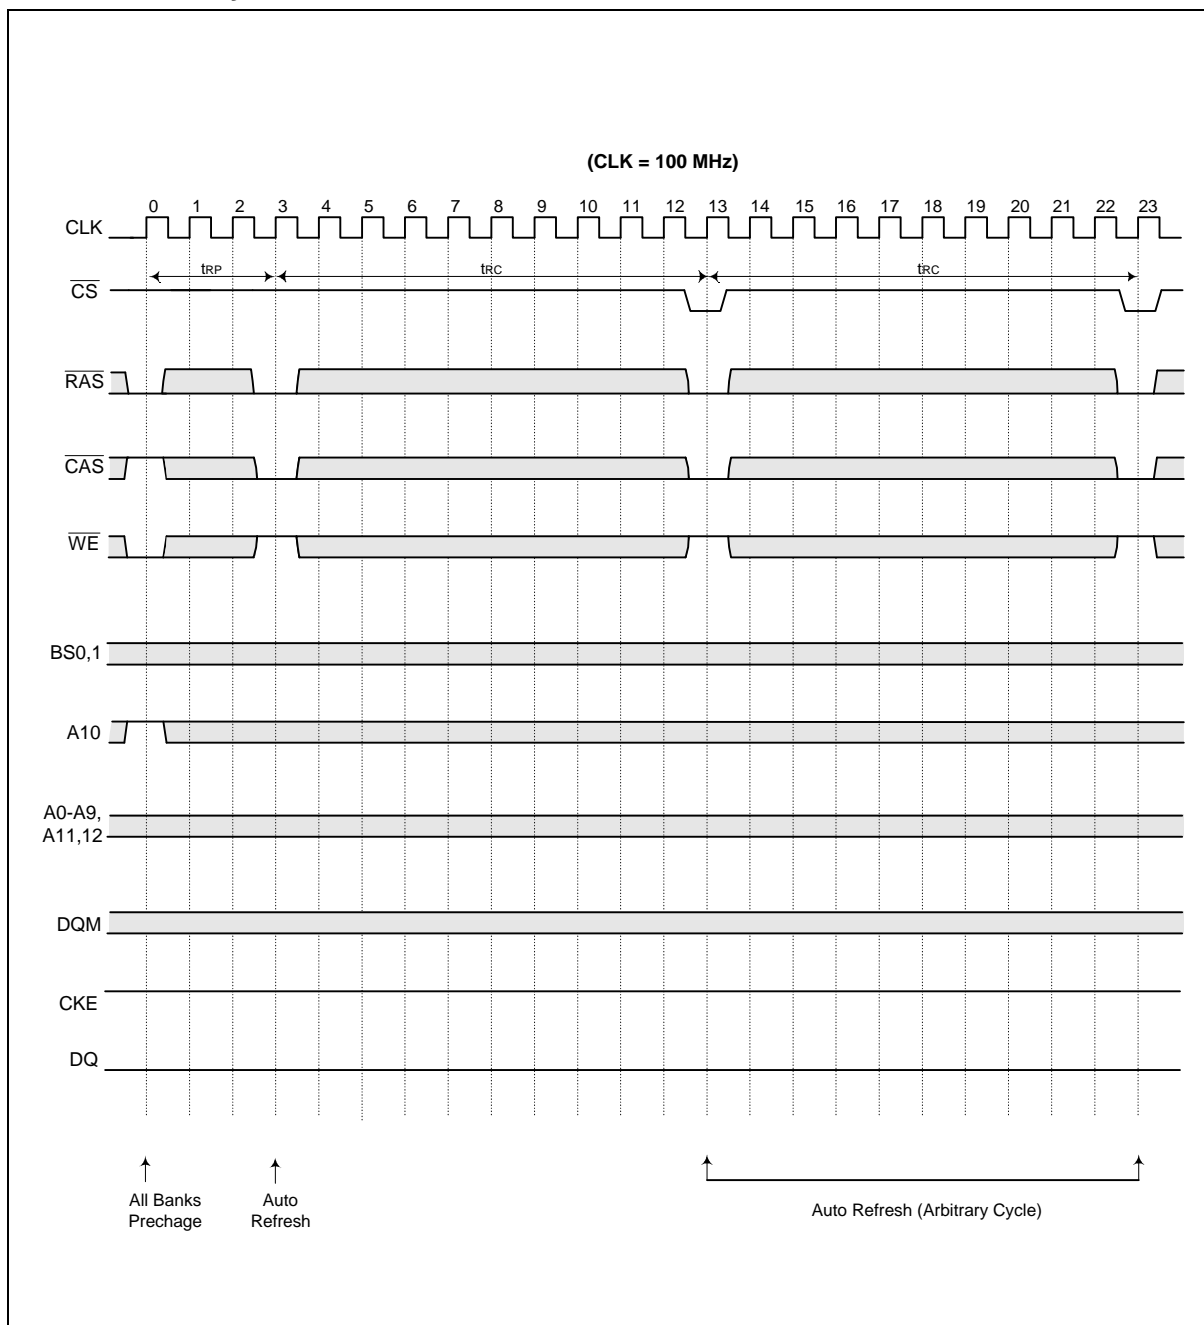 (CLK = 100 MHz)
0 1 2 3 4 5 6 7 8 9 10 11 12 13 14 15 16 17 18 19 20 21 22 23
CLK
tRP tRC tRC
CS
RAS
CAS
WE
BS0,1
A10
A0-A9,
A11,12
DQM
CKE
DQ
All Banks
Prechage
Auto
Refresh
Auto Refresh (Arbitrary Cycle)